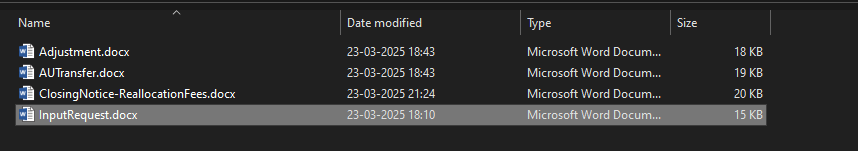 Name Date modified Type Size
Adjustment.docx 23-03-2025 18:43 Microsoft Word Docum... 18 KB
AUTransfer.docx 23-03-2025 18:43 Microsoft Word Docum... 19 KB
ClosingNotice-ReallocationFees.docx 23-03-2025 21:24 Microsoft Word Docum... 20 KB
InputRequest.docx 23-03-2025 18:10 Microsoft Word Docum... 15 KB